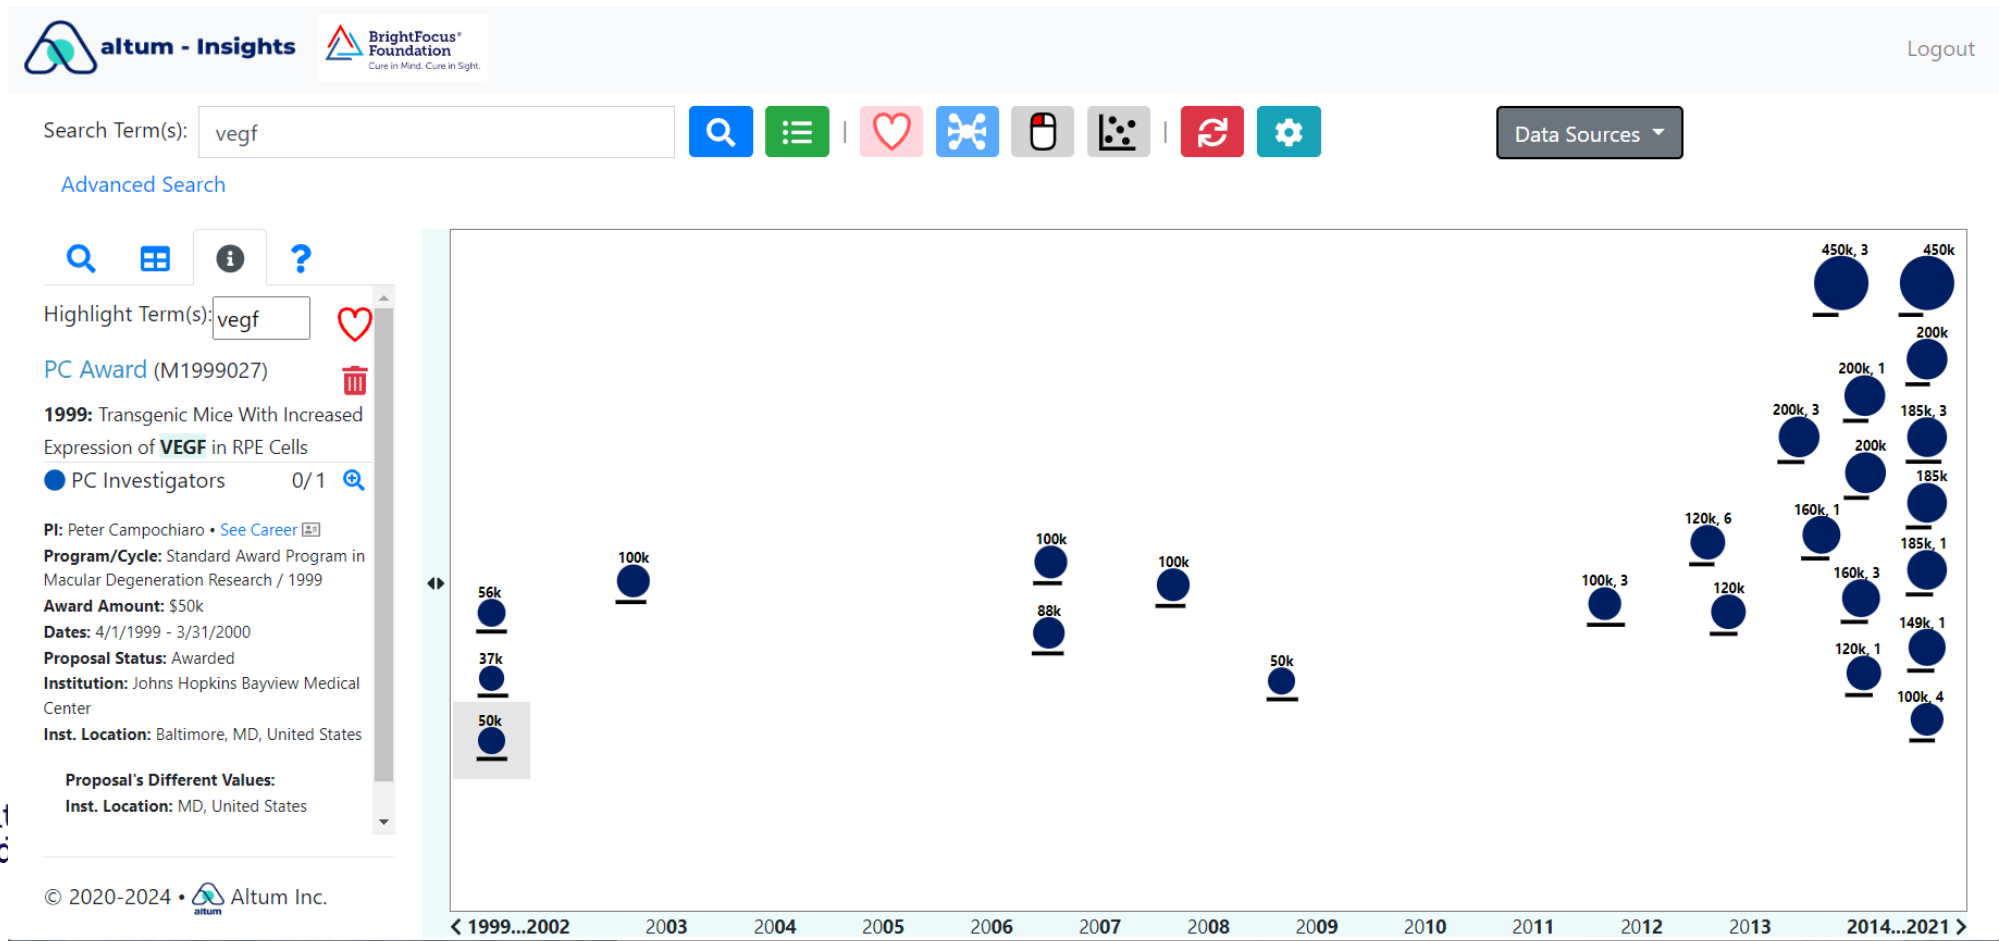 altum - Insights
BrightFocus®
Foundation
Cure in Mind. Cure in Sight.
Logout
Search Term(s):
vegf
|
|
Data Sources
Advanced Search
Highlight Term(s):
vegf
PC Award (M1999027)
1999: Transgenic Mice With Increased
Expression of VEGF in RPE Cells
PC Investigators 0/1
PI: Peter Campochiaro • See Career
Program/Cycle: Standard Award Program in
Macular Degeneration Research / 1999
Award Amount: $50k
Dates: 4/1/1999 - 3/31/2000
Proposal Status: Awarded
Institution: Johns Hopkins Bayview Medical
Center
Inst. Location: Baltimore, MD, United States
Proposal's Different Values:
Inst. Location: MD, United States
© 2020-2024 • altum Altum Inc.
56k
37k
50k
100k
100k
88k
100k
50k
100k, 3
120k, 6
120k
200k, 3
160k, 1
450k, 3
200k, 1
200k
160k, 3
120k, 1
450k
200k
185k, 3
185k
185k, 1
149k, 1
100k, 4
1999...2002 2003 2004 2005 2006 2007 2008 2009 2010 2011 2012 2013 2014...2021